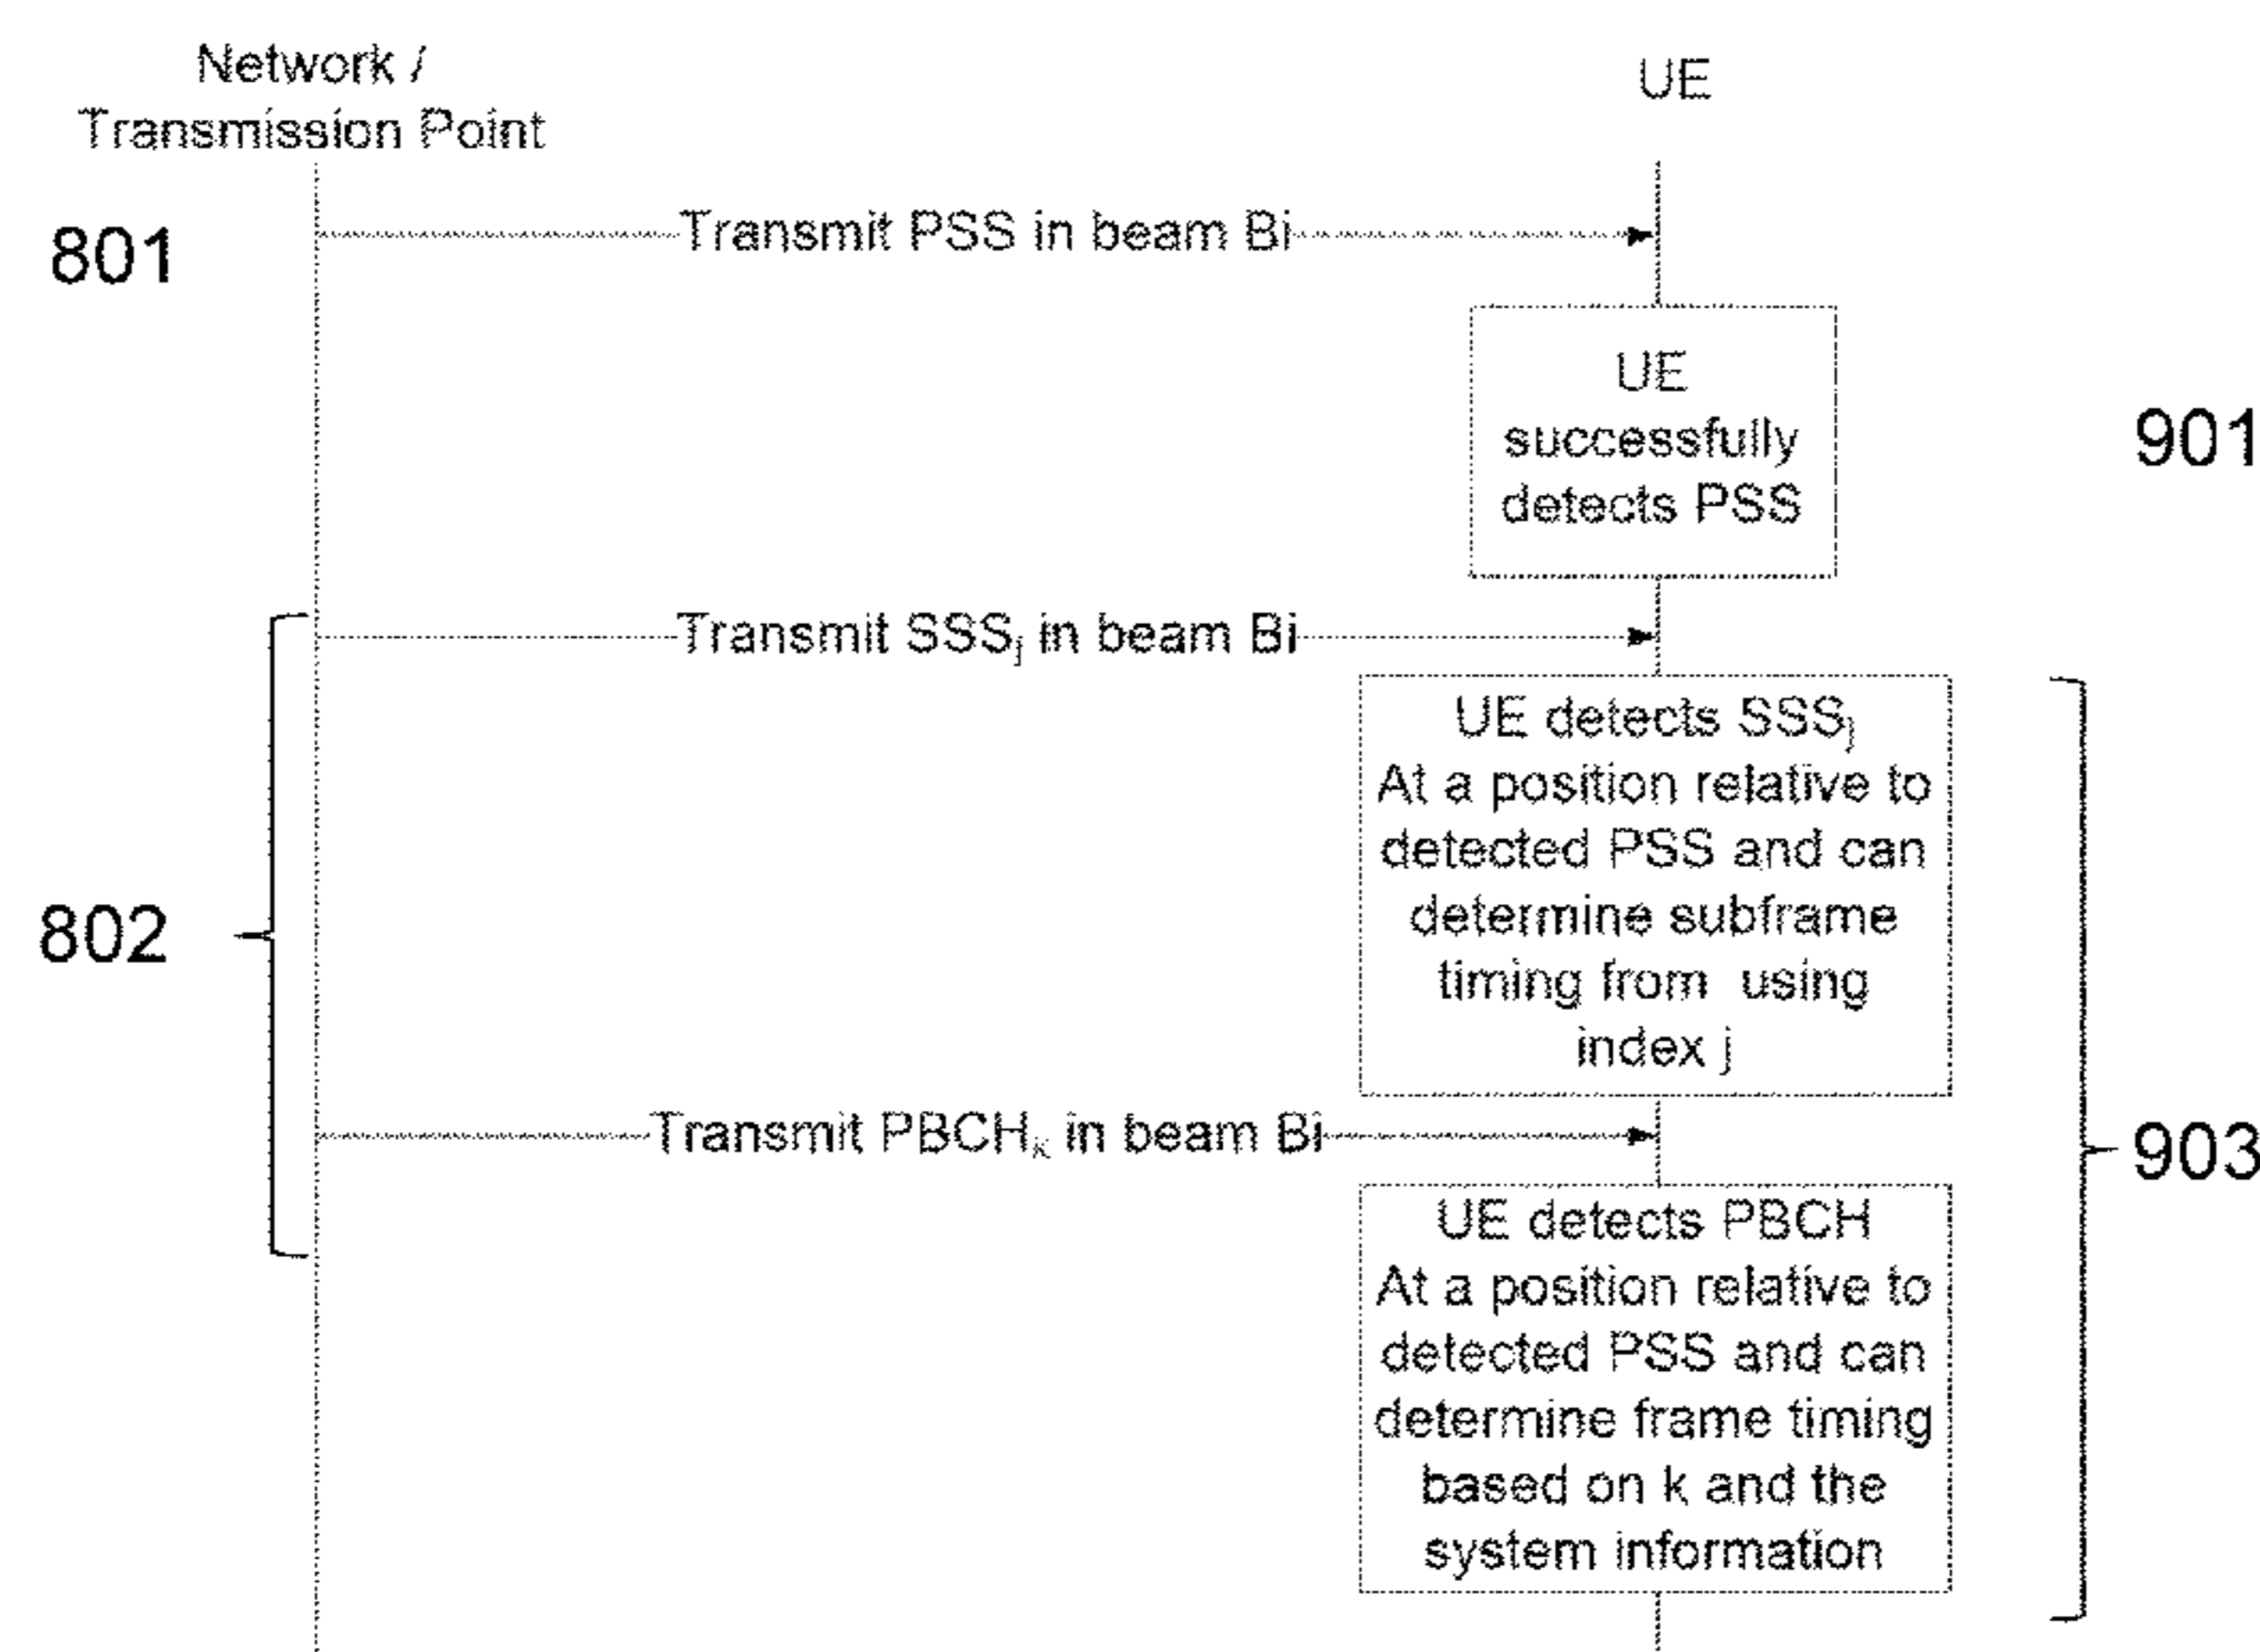 Network /
Transmission Point
UE
801
Transmit PSS in beam Bi
UE
successfully
detects PSS
901
Transmit SSSj in beam Bi
UE detects SSSj
At a position relative to
detected PSS and can
determine subframe
timing from using
index j
802
Transmit PBCHK in beam Bi
903
UE detects PBCH
At a position relative to
detected PSS and can
determine frame timing
based on k and the
system information